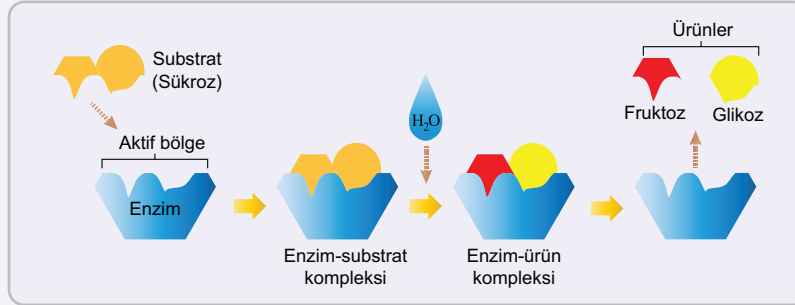 Substrat
(Sükroz)
Aktif bölge
Enzim
Enzim-substrat
kompleksi
H₂O
Enzim-ürün
kompleksi
Ürünler
Fruktoz
Glikoz